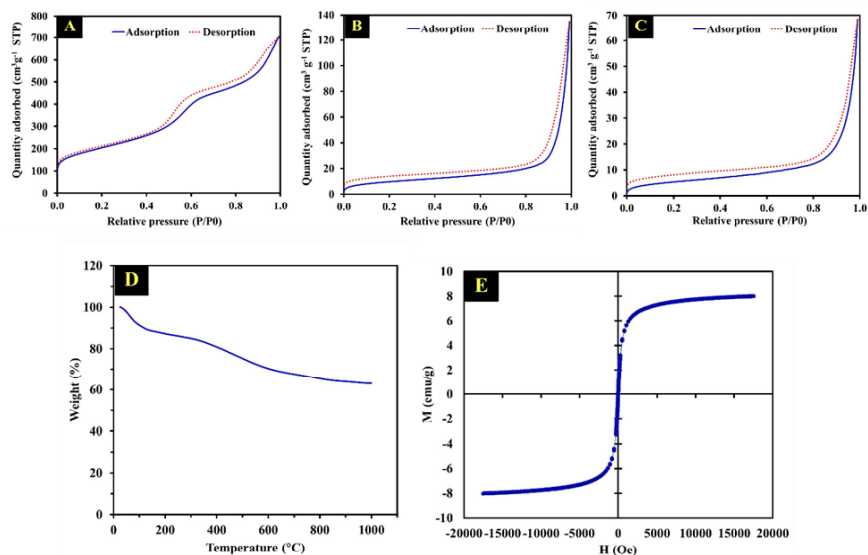 A
Adsorption Desorption
Quantity adsorbed (cm³g⁻¹ STP)
800
700
600
500
400
300
200
100
0
0.0 0.2 0.4 0.6 0.8 1.0
Relative pressure (P/P0)
B
Adsorption Desorption
Quantity adsorbed (cm³ g⁻¹ STP)
140
120
100
80
60
40
20
0
0.0 0.2 0.4 0.6 0.8 1.0
Relative pressure (P/P0)
C
Adsorption Desorption
Quantity adsorbed (cm³ g⁻¹ STP)
70
60
50
40
30
20
10
0
0.0 0.2 0.4 0.6 0.8 1.0
Relative pressure (P/P0)
D
Weight (%)
120
100
80
60
40
20
0
0 200 400 600 800 1000
Temperature (°C)
E
M (emu/g)
8
6
4
2
0
-2
-4
-6
-8
-10
-20000 -15000 -10000 -5000 0 5000 10000 15000 20000
H (Oe)